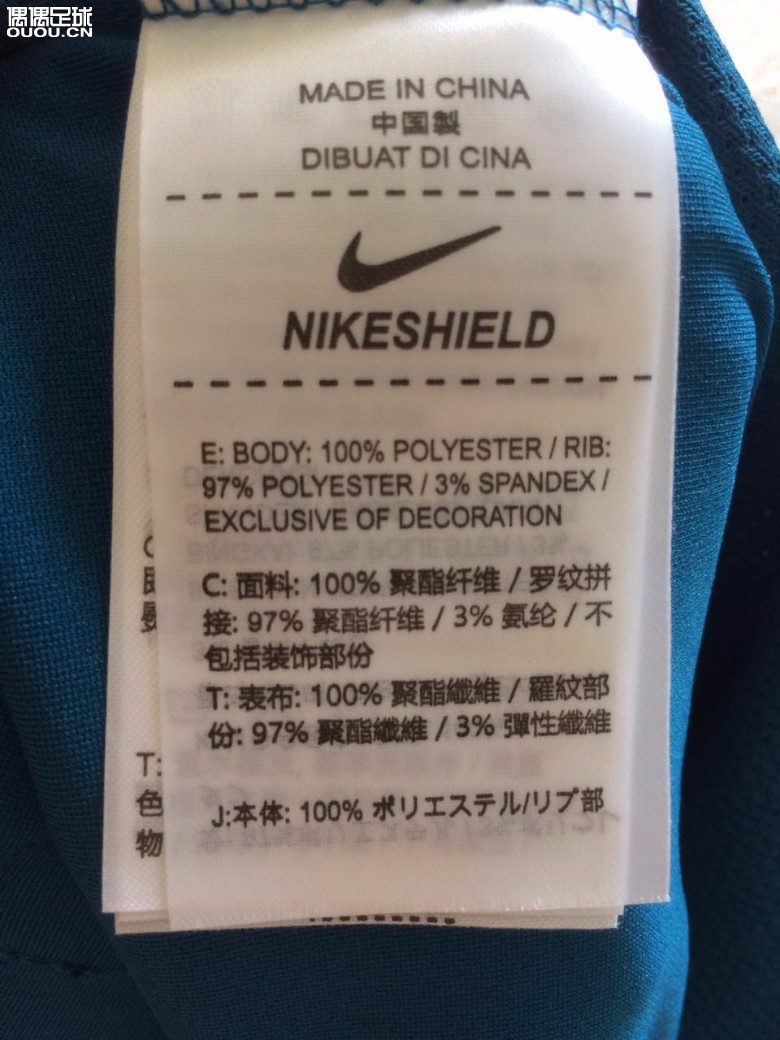 偶偶足球
OUOU.CN
MADE IN CHINA
中国製
DIBUAT DI CINA
NIKESHIELD
E: BODY: 100% POLYESTER / RIB:
97% POLYESTER / 3% SPANDEX /
EXCLUSIVE OF DECORATION
C: 面料: 100% 聚酯纤维 / 罗纹拼
接: 97% 聚酯纤维 / 3% 氨纶 / 不
包括装饰部份
T: 表布: 100% 聚酯纖維 / 羅紋部
份: 97% 聚酯纖維 / 3% 彈性纖維
J:本体: 100% ポリエステル/リブ部
T:
色
物